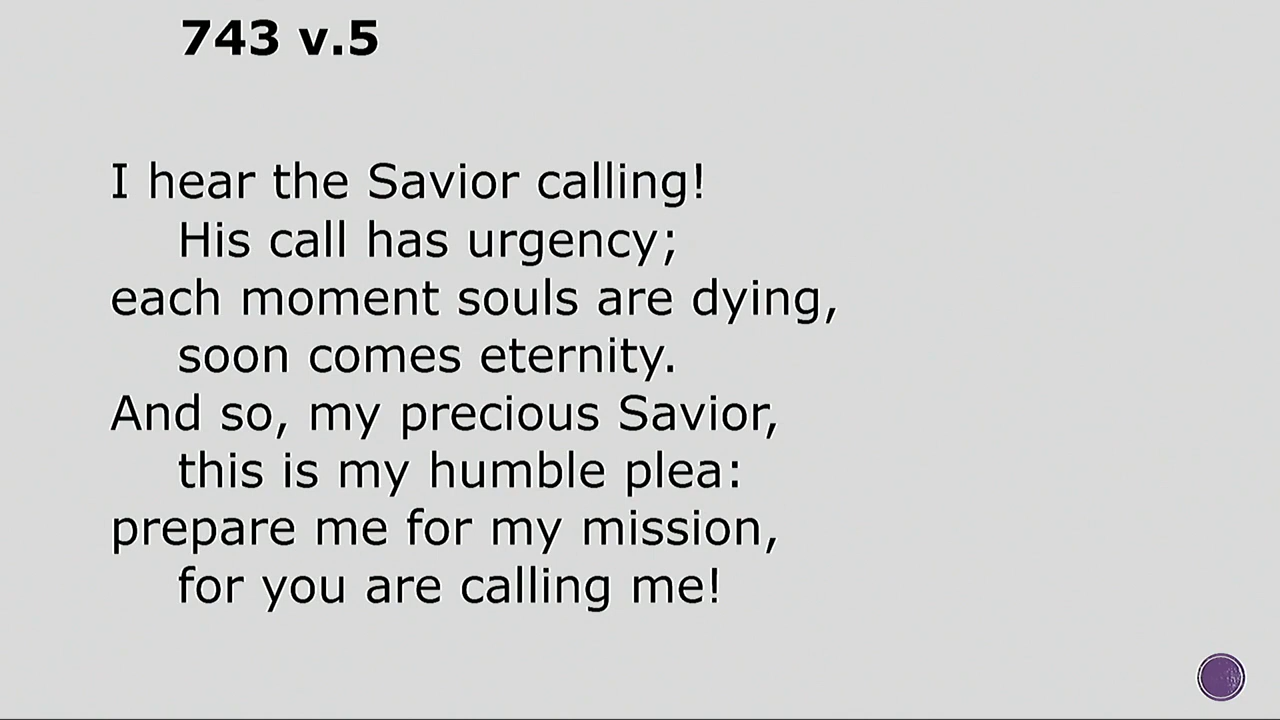 743 v.5
I hear the Savior calling!
His call has urgency;
each moment souls are dying,
soon comes eternity.
And so, my precious Savior,
this is my humble plea:
prepare me for my mission,
for you are calling me!